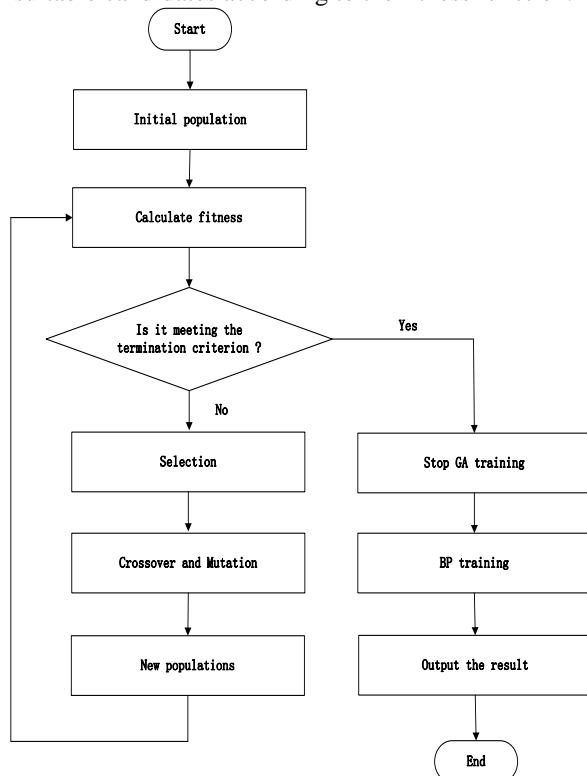 Start
Initial population
Calculate fitness
Is it meeting the
termination criterion ?
Yes
No
Selection
Stop GA training
Crossover and Mutation
BP training
New populations
Output the result
End